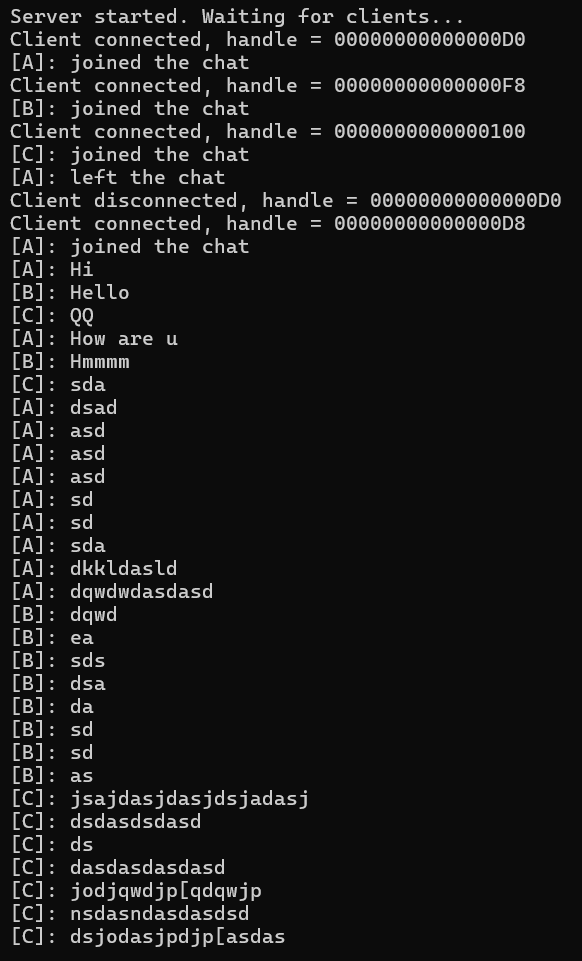 Server started. Waiting for clients...
Client connected, handle = 00000000000000D0
[A]: joined the chat
Client connected, handle = 00000000000000F8
[B]: joined the chat
Client connected, handle = 0000000000000100
[C]: joined the chat
[A]: left the chat
Client disconnected, handle = 00000000000000D0
Client connected, handle = 00000000000000D8
[A]: joined the chat
[A]: Hi
[B]: Hello
[C]: QQ
[A]: How are u
[B]: Hmmmm
[C]: sda
[A]: dsad
[A]: asd
[A]: asd
[A]: asd
[A]: sd
[A]: sd
[A]: sda
[A]: dkkldasld
[A]: dqwdwdasdasd
[B]: dqwd
[B]: ea
[B]: sds
[B]: dsa
[B]: da
[B]: sd
[B]: sd
[B]: as
[C]: jsajdasjdasjdsjadasj
[C]: dsdasdsdasd
[C]: ds
[C]: dasdasdasdasd
[C]: jodjqwdjp[qdqwjp
[C]: nsdasndasdasdsd
[C]: dsjodasjpdjp[asdas